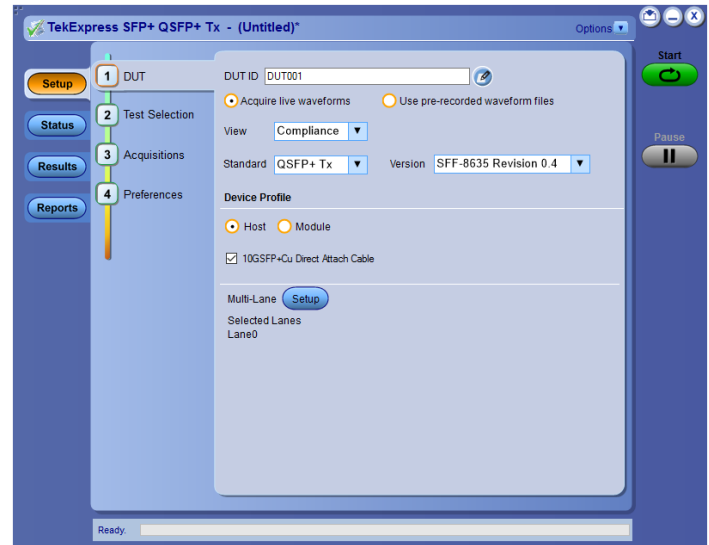 TekExpress SFP+ QSFP+ Tx - (Untitled)*
Options
Start
Setup
Status
Results
Reports
Pause
1 DUT
2 Test Selection
3 Acquisitions
4 Preferences
DUT ID DUT001
Acquire live waveforms Use pre-recorded waveform files
View Compliance
Standard QSFP+ Tx Version SFF-8635 Revision 0.4
Device Profile
Host Module
10GSFP+Cu Direct Attach Cable
Multi-Lane Setup
Selected Lanes
Lane0
Ready.